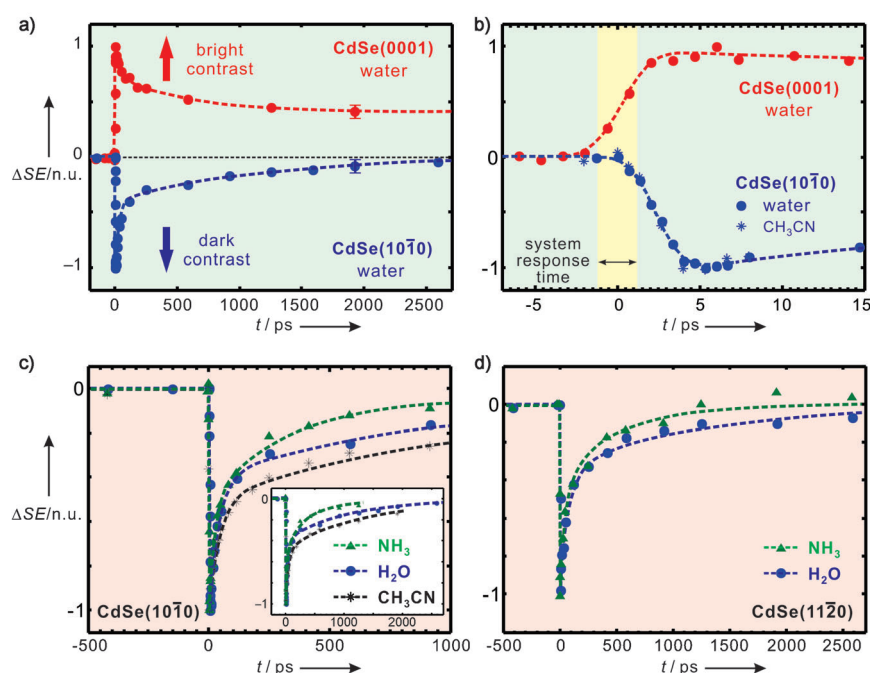 a)
1
0
-1
ΔSE/n.u.
bright
contrast
CdSe(0001)
water
dark
contrast
CdSe(101̄0)
water
0 500 1000 1500 2000 2500
t / ps
b)
1
0
-1
CdSe(0001)
water
CdSe(101̄0)
water
CH₃CN
system
response
time
-5 0 5 10 15
t / ps
c)
0
-1
ΔSE/n.u.
CdSe(101̄0)
0
-1
NH₃
H₂O
CH₃CN
0 1000 2000
-500 0 500 1000
t / ps
d)
0
-1
NH₃
H₂O
CdSe(112̄0)
-500 0 500 1000 1500 2000 2500
t / ps